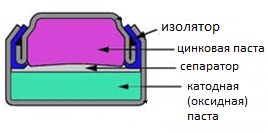 изолятор
цинковая паста
сепаратор
катодная
(оксидная)
паста